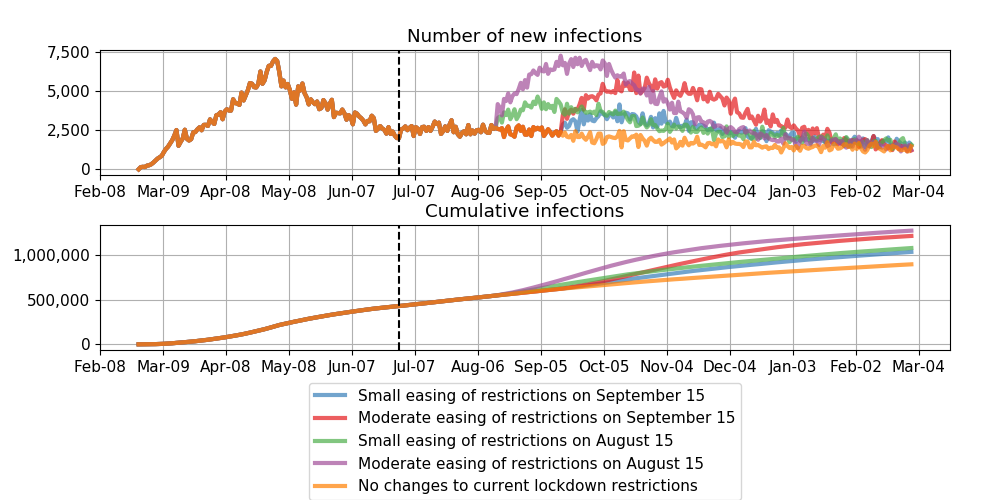 Number of new infections
7,500
5,000
2,500
0
Feb-08 Mar-09 Apr-08 May-08 Jun-07 Jul-07 Aug-06 Sep-05 Oct-05 Nov-04 Dec-04 Jan-03 Feb-02 Mar-04
Cumulative infections
1,000,000
500,000
0
Feb-08 Mar-09 Apr-08 May-08 Jun-07 Jul-07 Aug-06 Sep-05 Oct-05 Nov-04 Dec-04 Jan-03 Feb-02 Mar-04
Small easing of restrictions on September 15
Moderate easing of restrictions on September 15
Small easing of restrictions on August 15
Moderate easing of restrictions on August 15
No changes to current lockdown restrictions